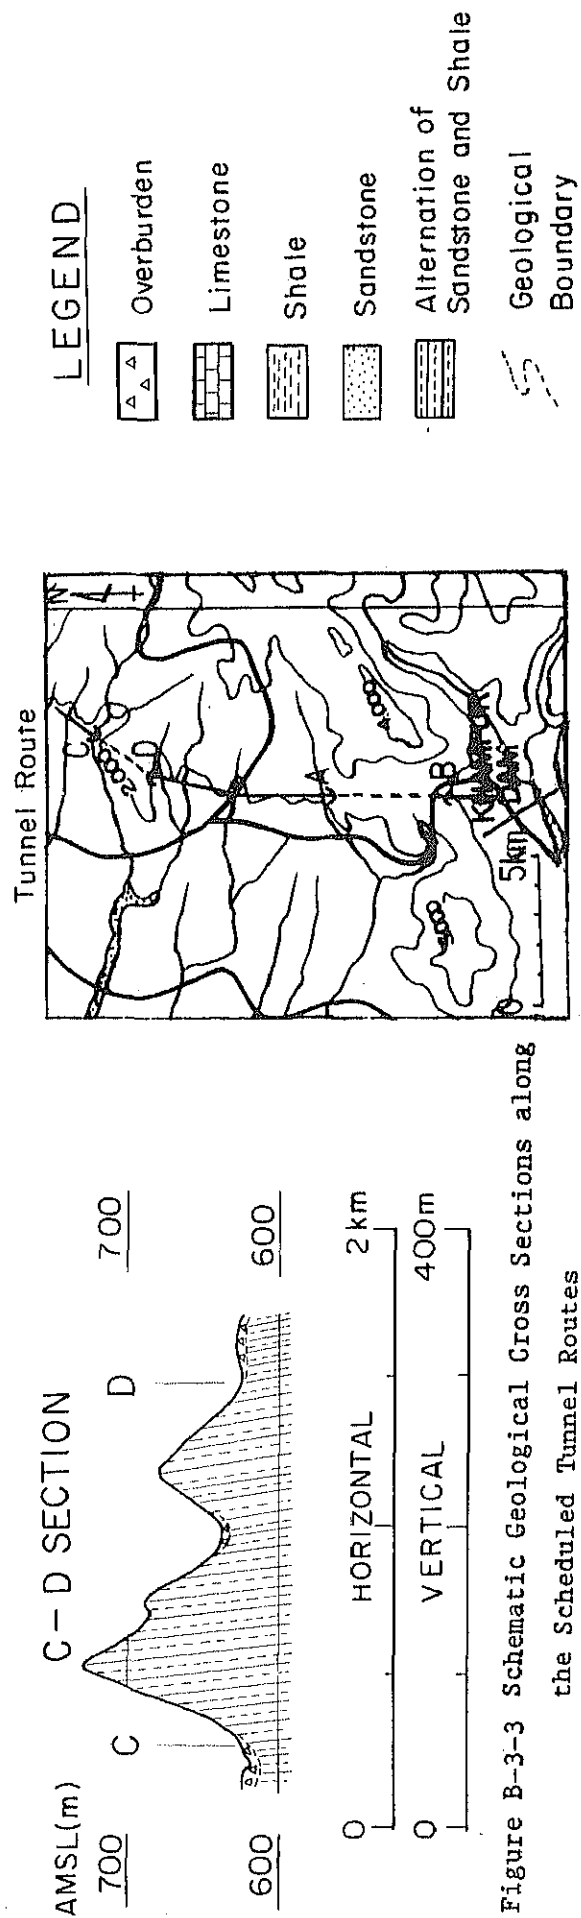 AMSL(m)
C-D SECTION
C
D
700
700
600
600
0
HORIZONTAL
2km
0
VERTICAL
400m
Figure B-3-3 Schematic Geological Cross Sections along
the Scheduled Tunnel Routes
Tunnel Route
N
C
D
A
B
DAM
5km
0
LEGEND
Overburden
Limestone
Shale
Sandstone
Alternation of
Sandstone and Shale
Geological
Boundary